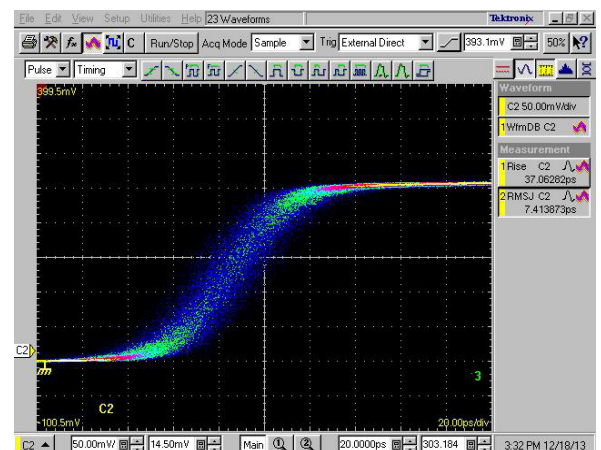 File Edit View Setup Utilities Help 23 Waveforms Tektronix
C Run/Stop Acq Mode Sample Trig External Direct 393.1mV 50%
Pulse Timing
399.5mV
Waveform
C2 50.00mV/div
1 WfmDB C2
Measurement
1 Rise C2
37.06282ps
2 RMSJ C2
7.413873ps
C2
3
C2
-100.5mV 20.00ps/div
C2 50.00mV/ 14.50mV Main 1 2 20.0000ps 303.184 3:32 PM 12/18/13